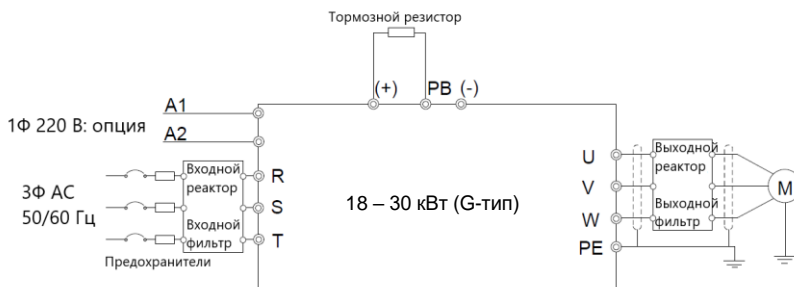 Тормозной резистор
(+) PB (-)
A1
1Ф 220 В: опция
A2
Входной
реактор
R
3Ф AC
50/60 Гц
S
Входной
фильтр
T
Предохранители
18 – 30 кВт (G-тип)
U
V
W
PE
Выходной
реактор
Выходной
фильтр
M